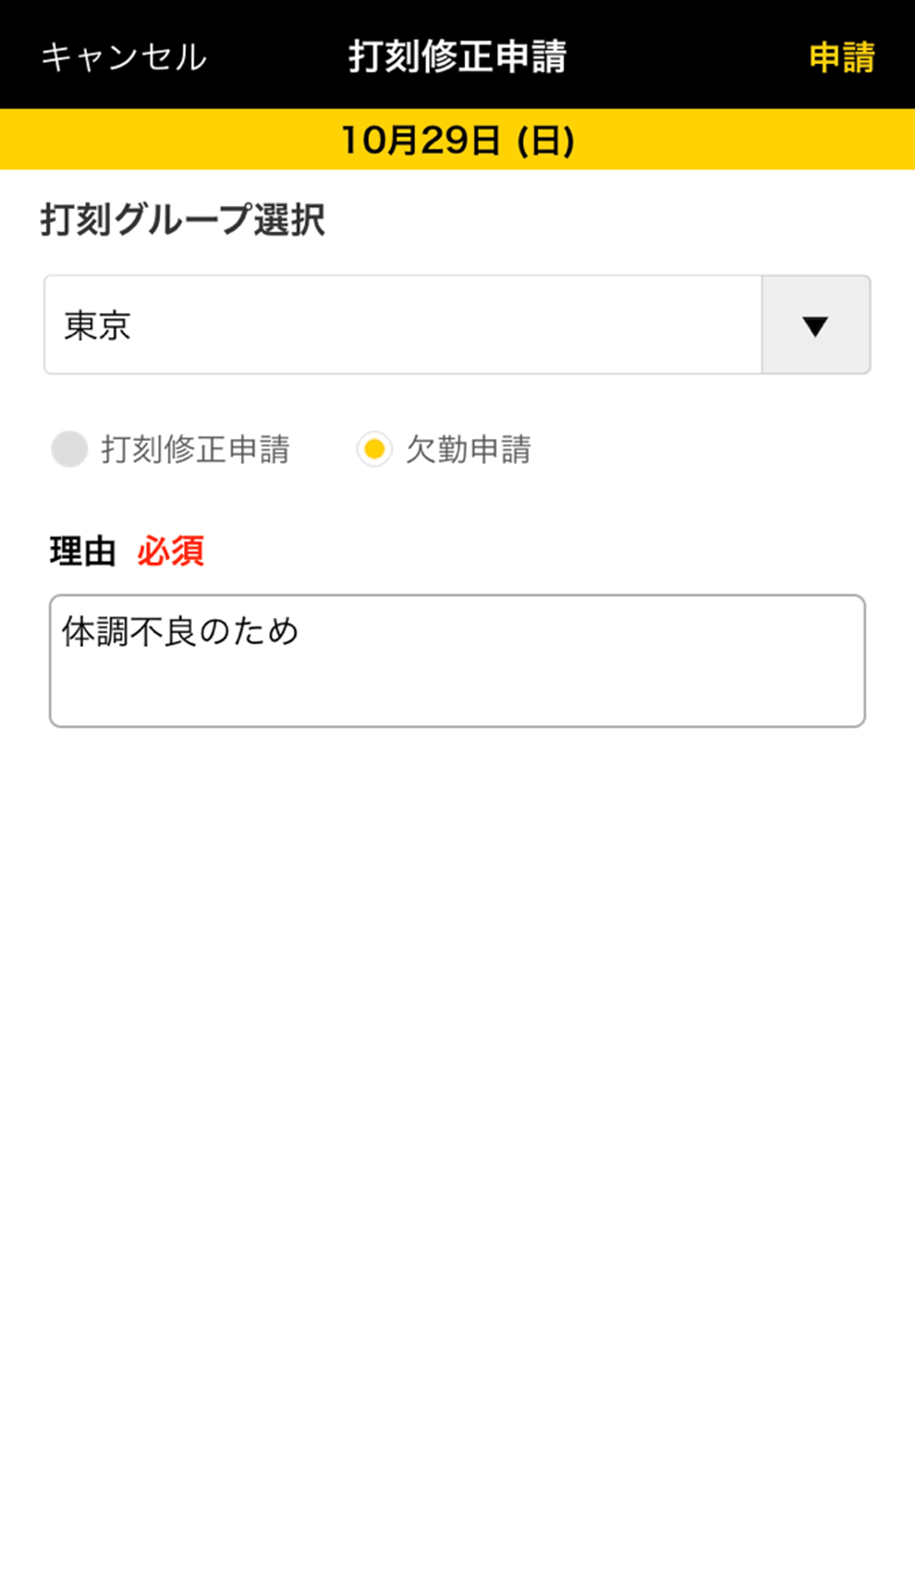 キャンセル 打刻修正申請 申請
10月29日 (日)
打刻グループ選択
東京 ▼
打刻修正申請 欠勤申請
理由 必須
体調不良のため